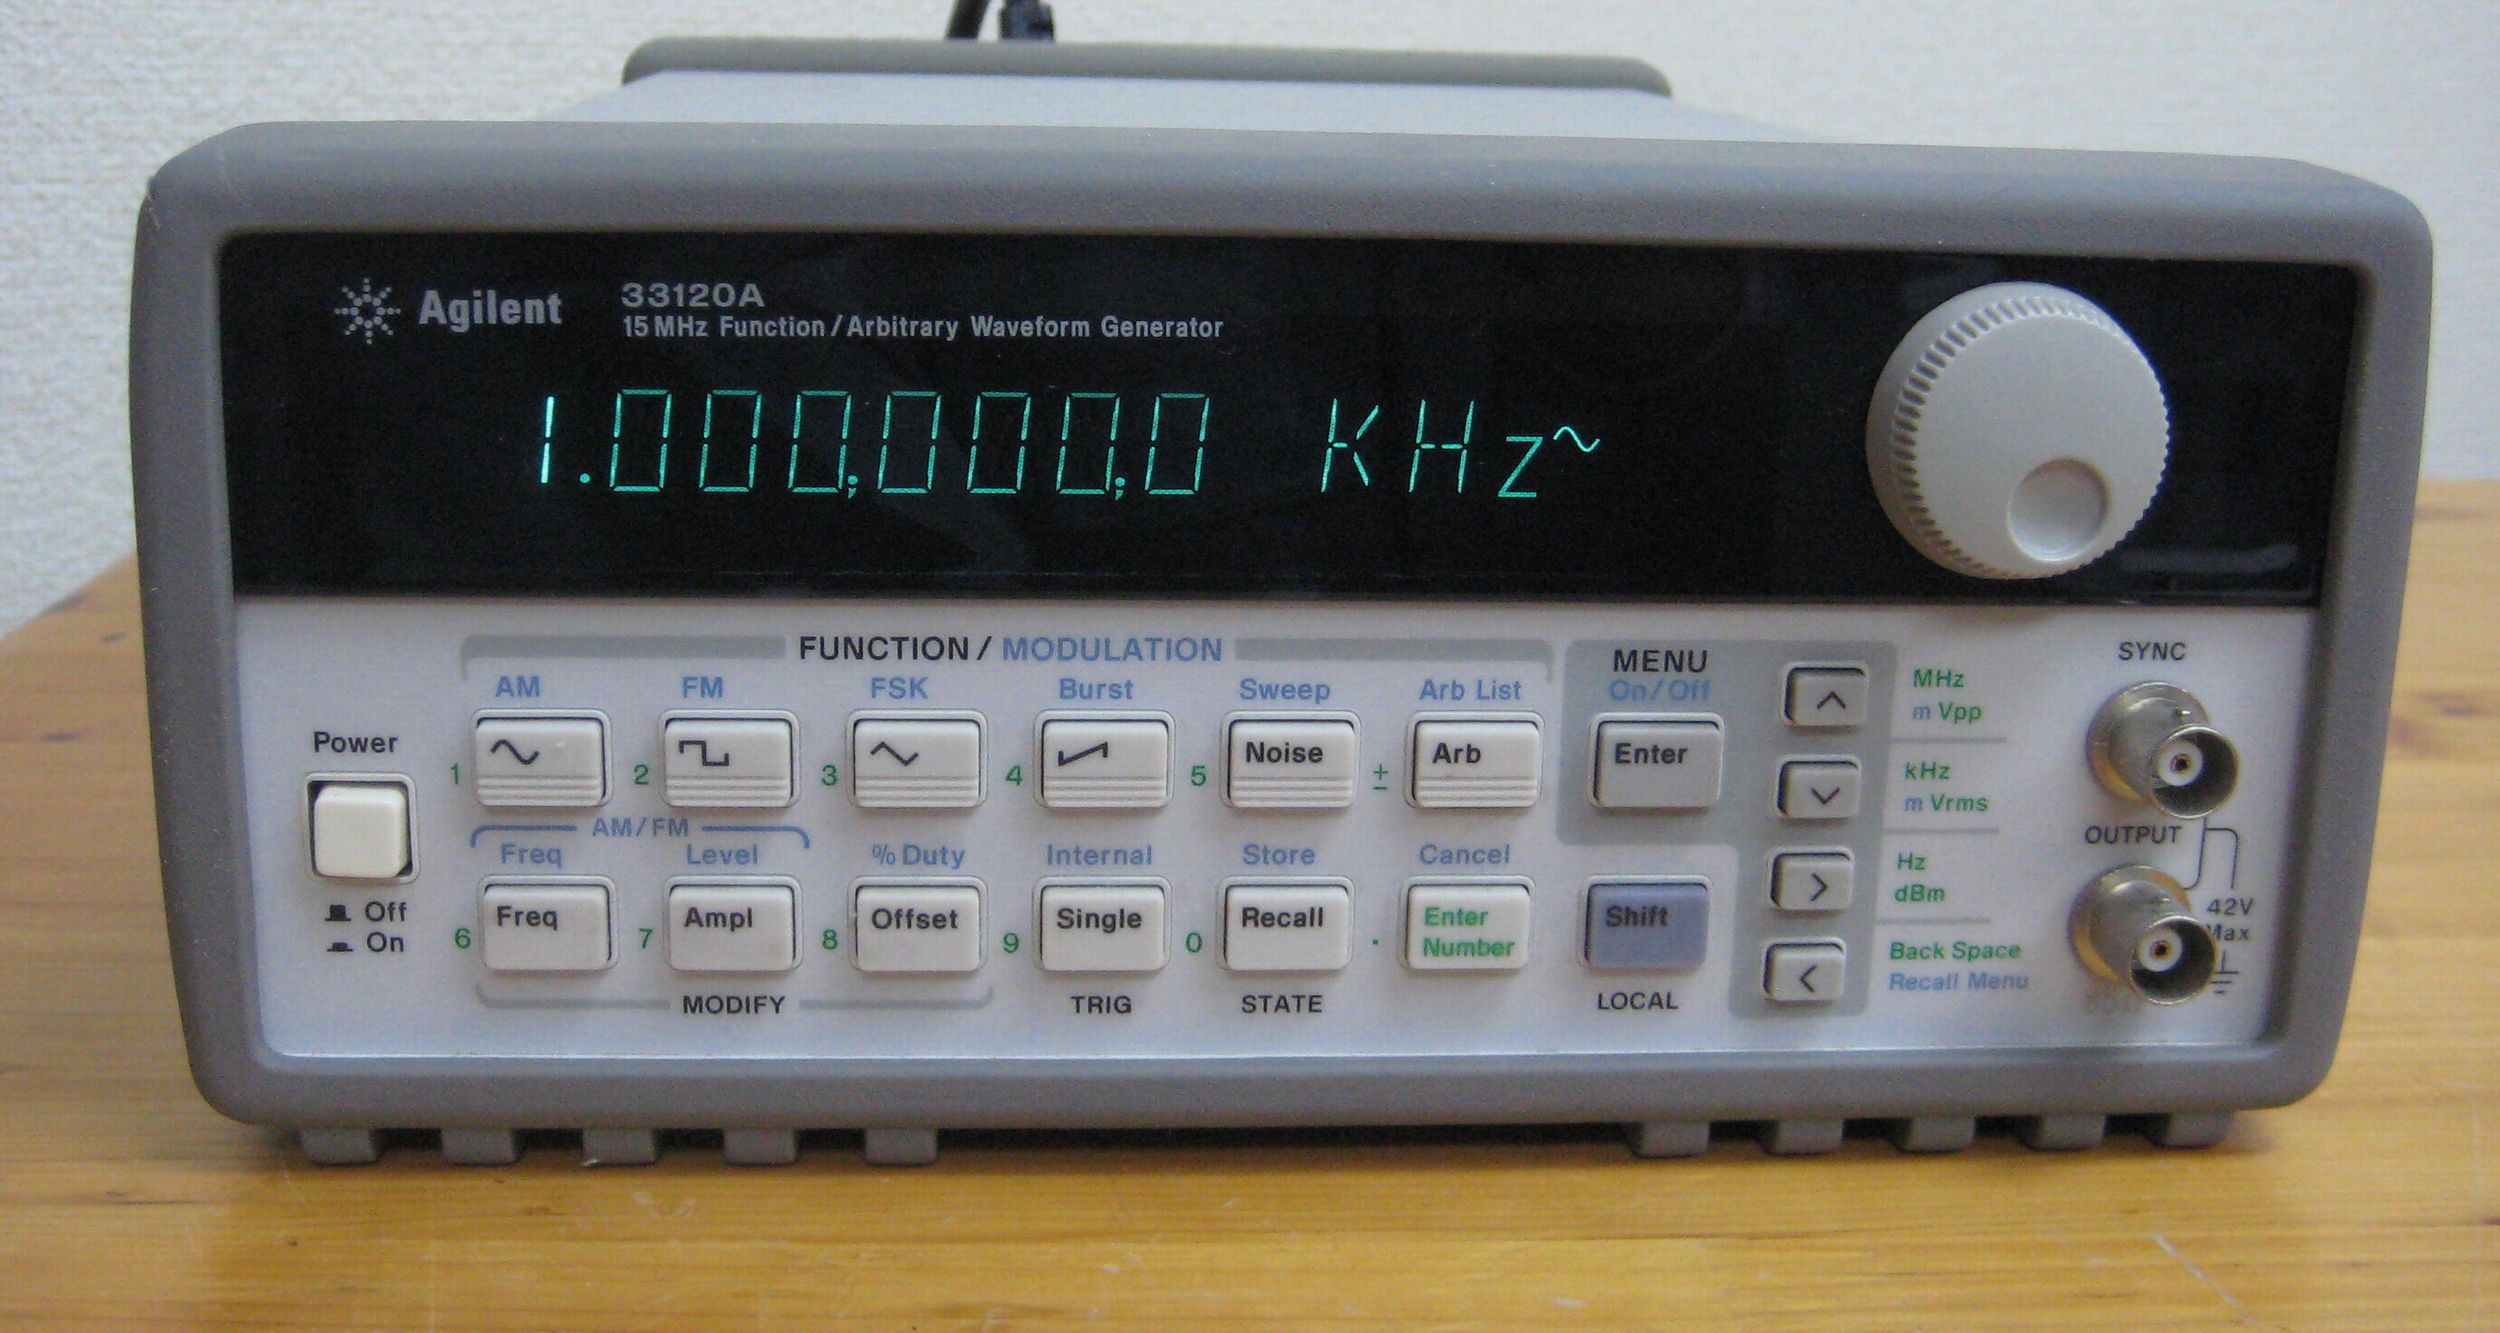 Agilent
33120A
15 MHz Function / Arbitrary Waveform Generator
1.000,000,0 KHz~
FUNCTION / MODULATION
AM FM FSK Burst Sweep Arb List
MENU
On/Off
MHz
m Vpp
SYNC
Power
1 2 3 4 5 Noise ± Arb
Enter
kHz
m Vrms
AM/FM
Freq Level % Duty Internal Store Cancel
OUTPUT
Off
On
6 Freq 7 Ampl 8 Offset 9 Single 0 Recall . Enter Number
Shift
Hz
dBm
42V
Max
Back Space
Recall Menu
MODIFY TRIG STATE LOCAL